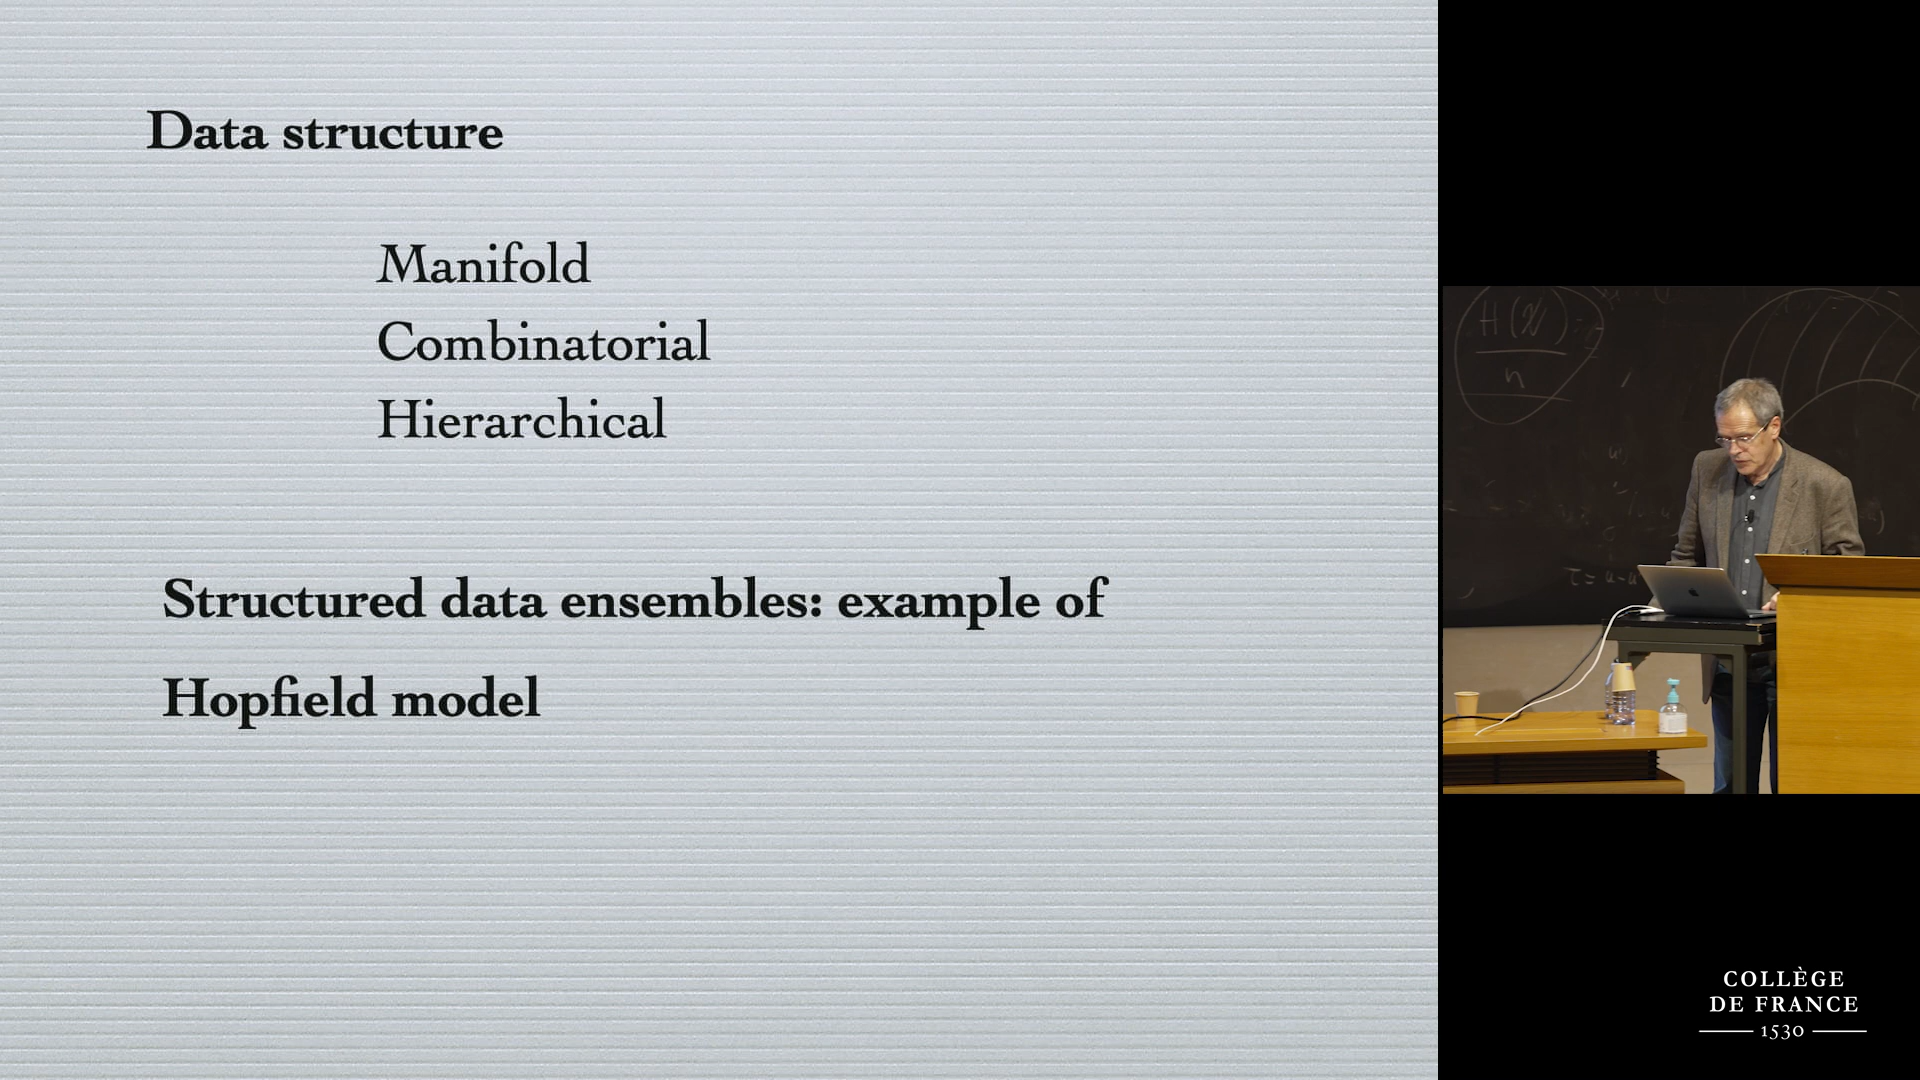 Data structure
Manifold
Combinatorial
Hierarchical
Structured data ensembles: example of
Hopfield model
H(X)
n
COLLÈGE
DE FRANCE
1530